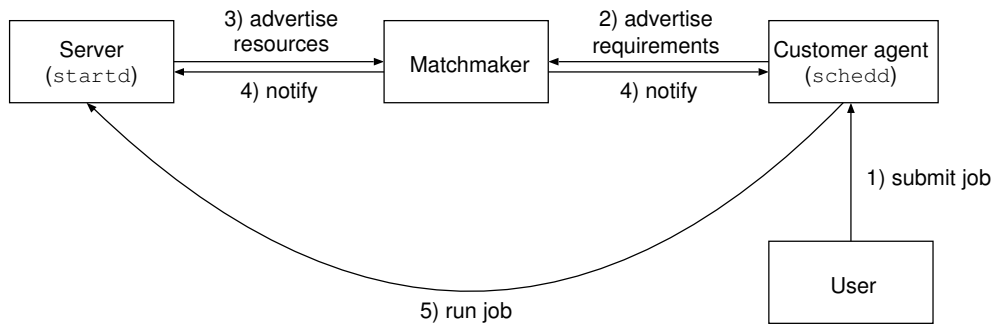 3) advertise
resources
2) advertise
requirements
Server
(startd)
Matchmaker
Customer agent
(schedd)
4) notify
4) notify
1) submit job
User
5) run job